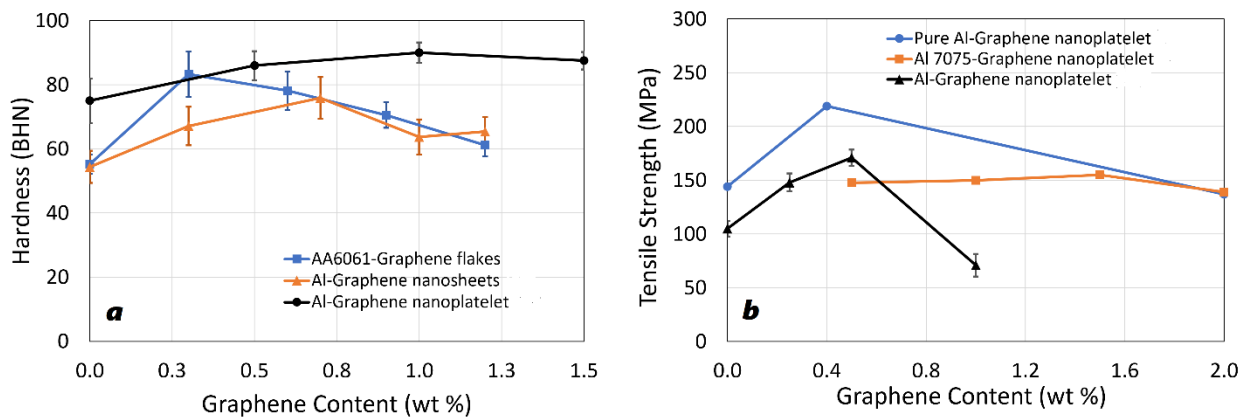 100
80
60
40
20
0
Hardness (BHN)
AA6061-Graphene flakes
Al-Graphene nanosheets
Al-Graphene nanoplatelet
a
0.0 0.3 0.5 0.8 1.0 1.3 1.5
Graphene Content (wt %)
300
250
200
150
100
50
0
Tensile Strength (MPa)
Pure Al-Graphene nanoplatelet
Al 7075-Graphene nanoplatelet
Al-Graphene nanoplatelet
b
0.0 0.4 0.8 1.2 1.6 2.0
Graphene Content (wt %)